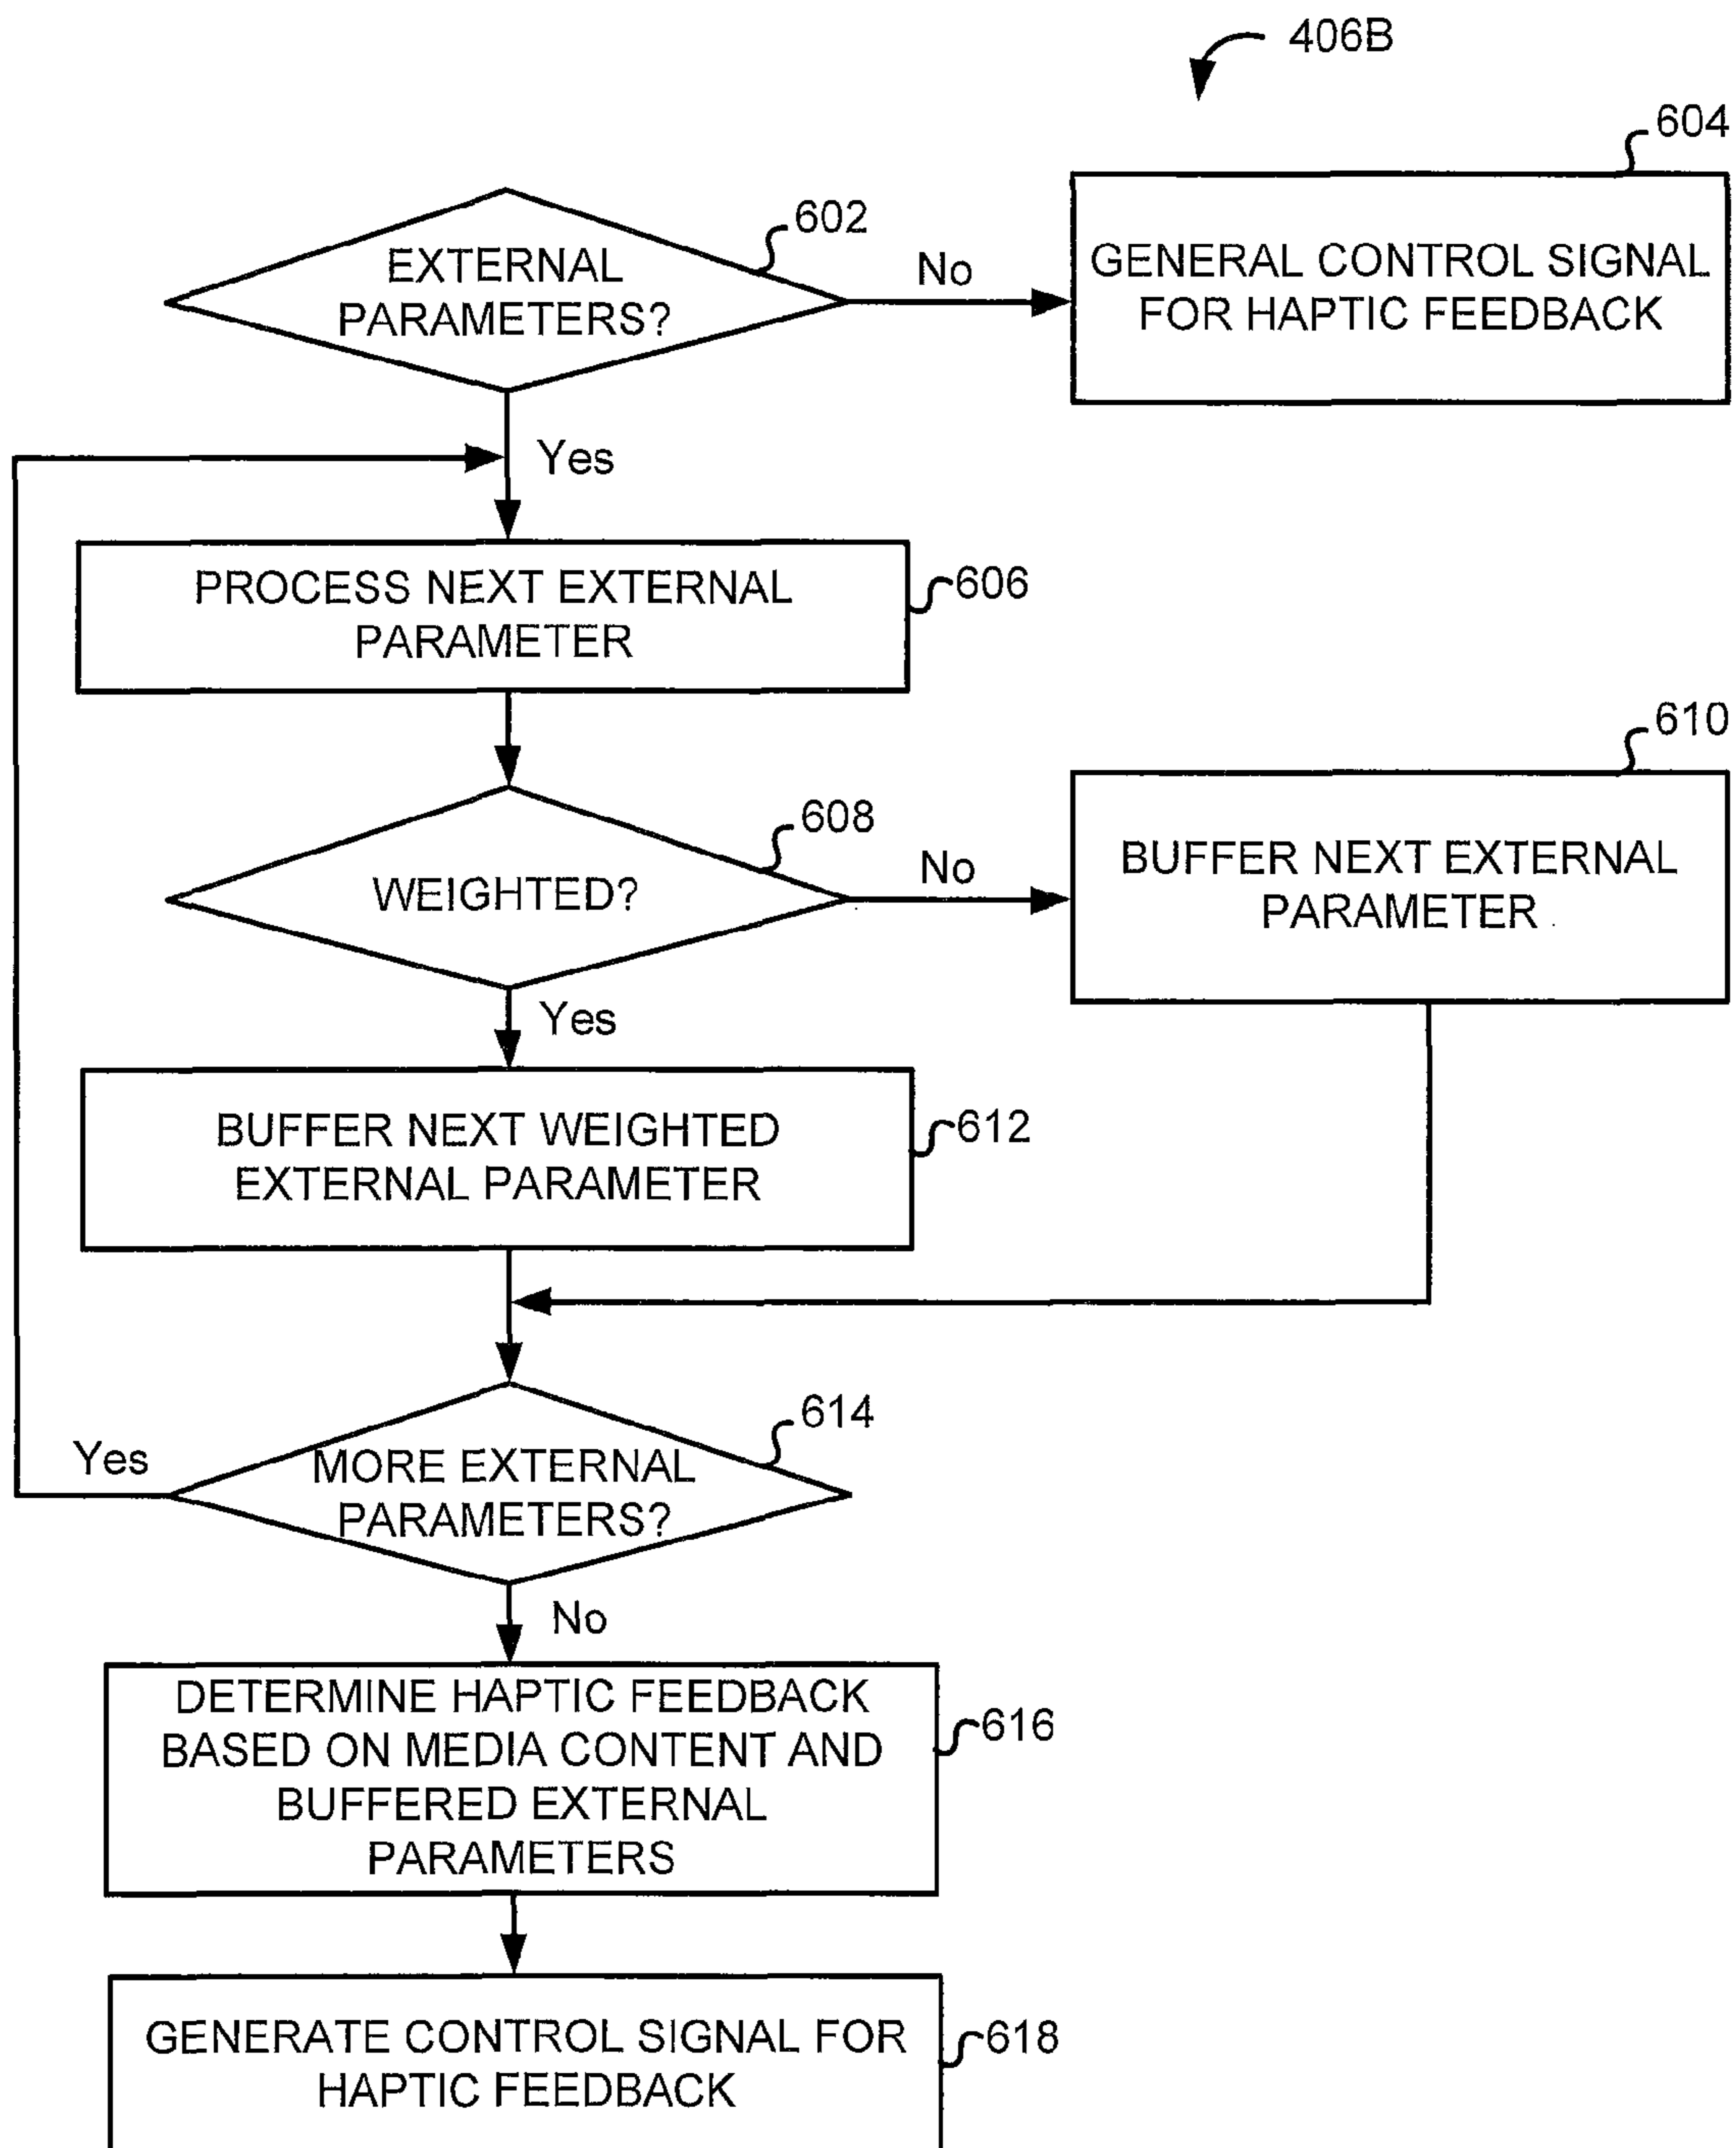 406B
604
602
EXTERNAL
PARAMETERS?
No
GENERAL CONTROL SIGNAL
FOR HAPTIC FEEDBACK
Yes
PROCESS NEXT EXTERNAL
PARAMETER
606
610
608
WEIGHTED?
No
BUFFER NEXT EXTERNAL
PARAMETER
Yes
BUFFER NEXT WEIGHTED
EXTERNAL PARAMETER
612
614
Yes
MORE EXTERNAL
PARAMETERS?
No
DETERMINE HAPTIC FEEDBACK
BASED ON MEDIA CONTENT AND
BUFFERED EXTERNAL
PARAMETERS
616
GENERATE CONTROL SIGNAL FOR
HAPTIC FEEDBACK
618